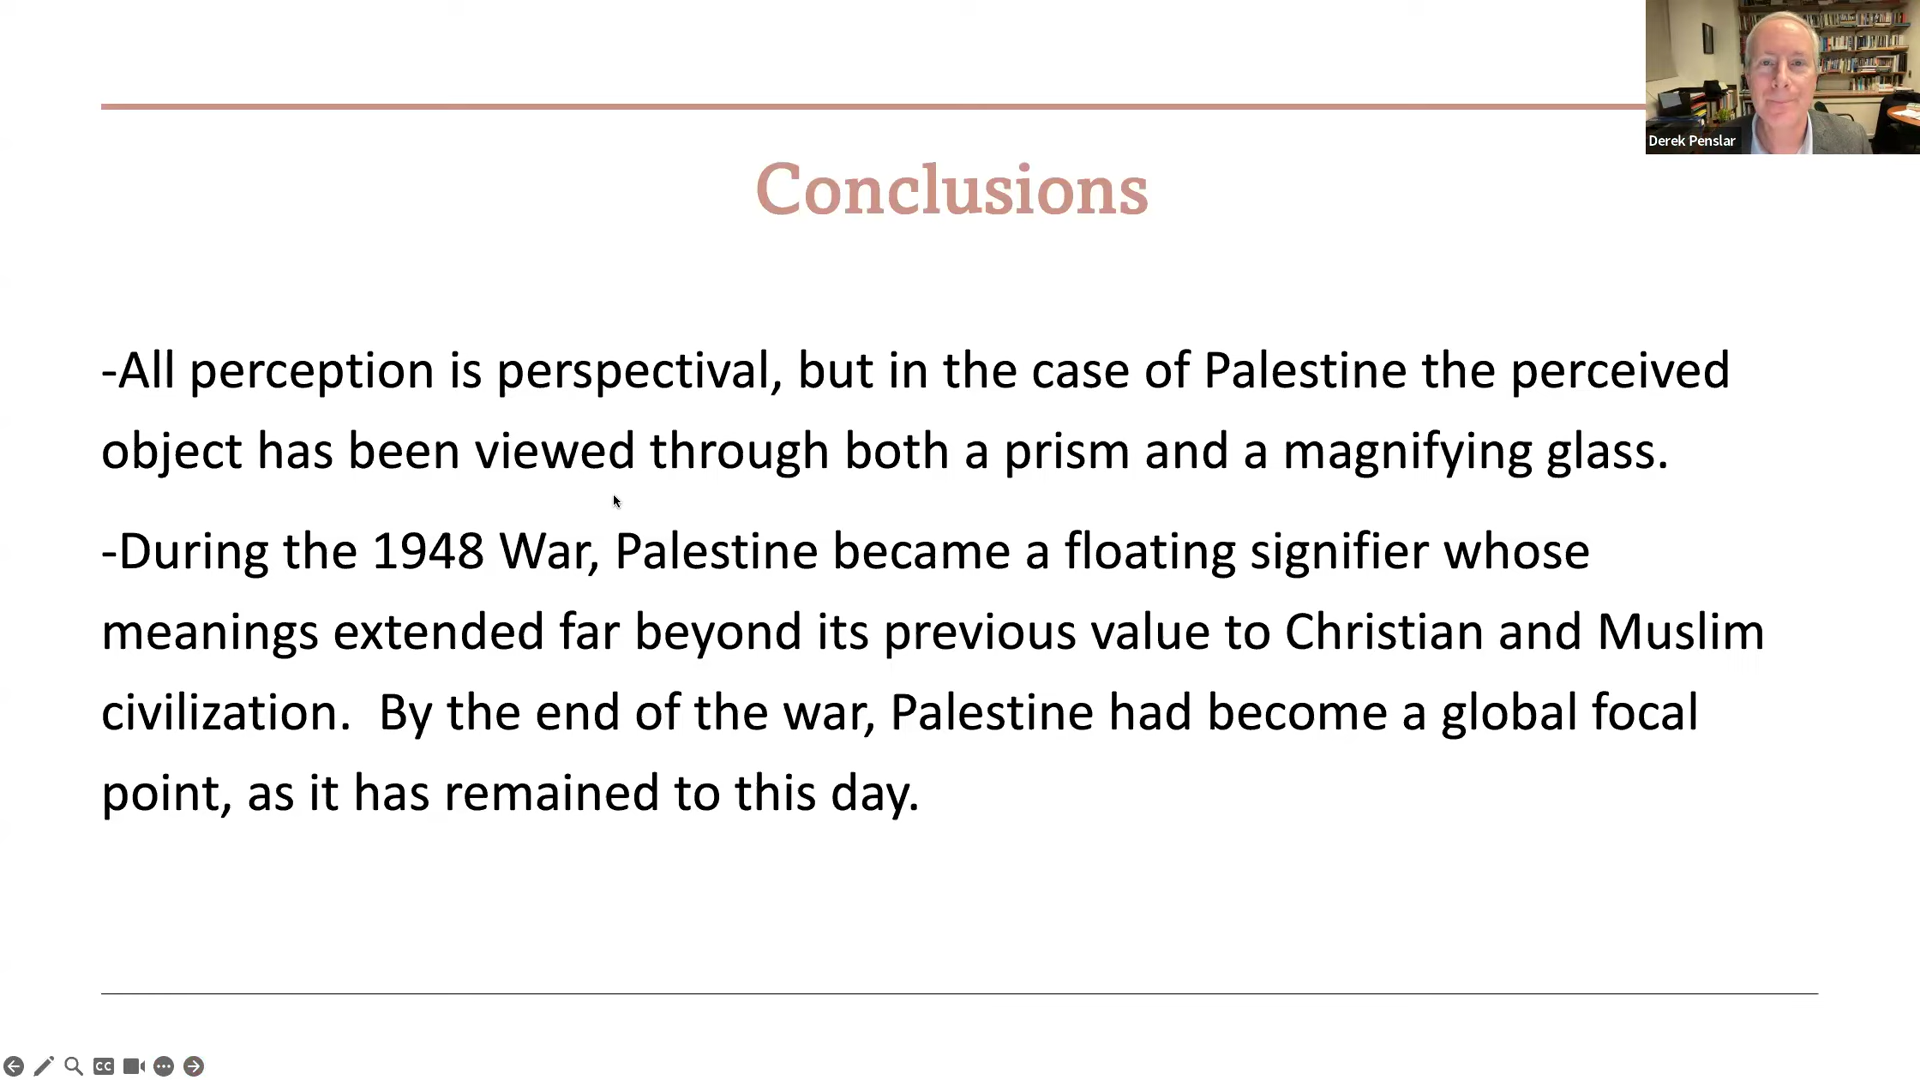 Derek Penslar
Conclusions
-All perception is perspectival, but in the case of Palestine the perceived
object has been viewed through both a prism and a magnifying glass.
-During the 1948 War, Palestine became a floating signifier whose
meanings extended far beyond its previous value to Christian and Muslim
civilization.  By the end of the war, Palestine had become a global focal
point, as it has remained to this day.
CC